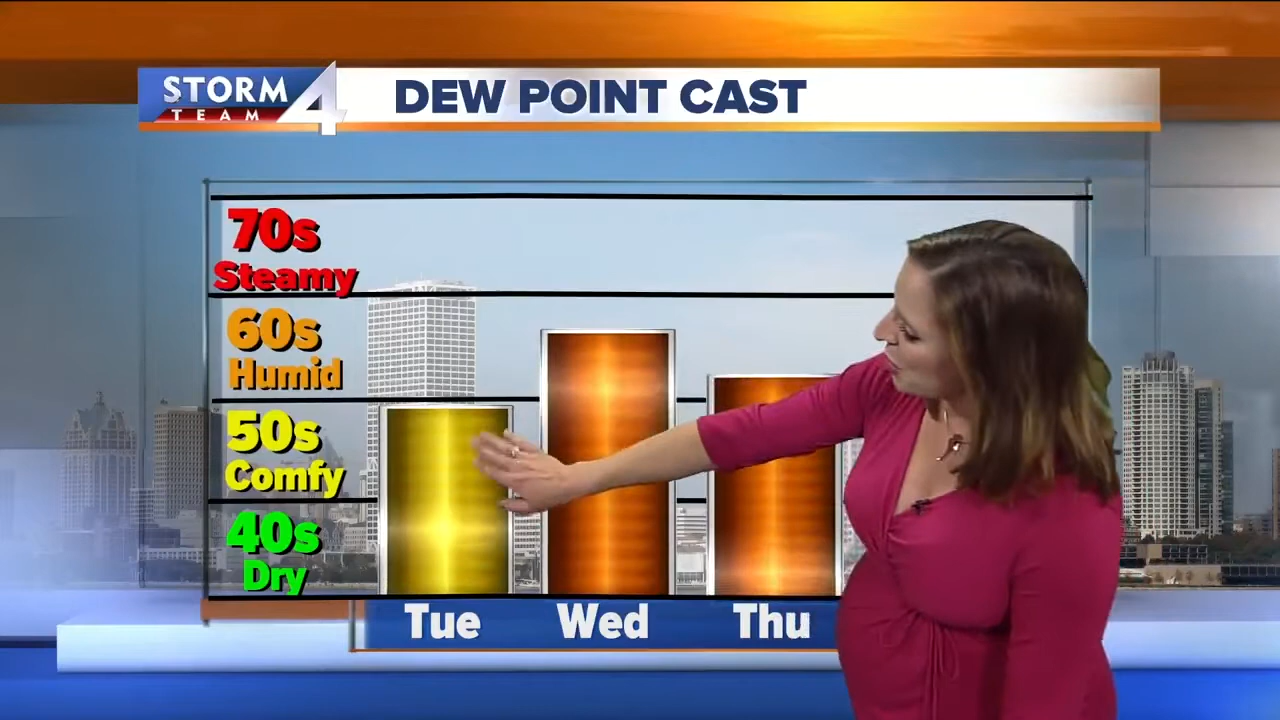 STORM
TEAM
4
DEW POINT CAST
70s
Steamy
60s
Humid
50s
Comfy
40s
Dry
Tue Wed Thu